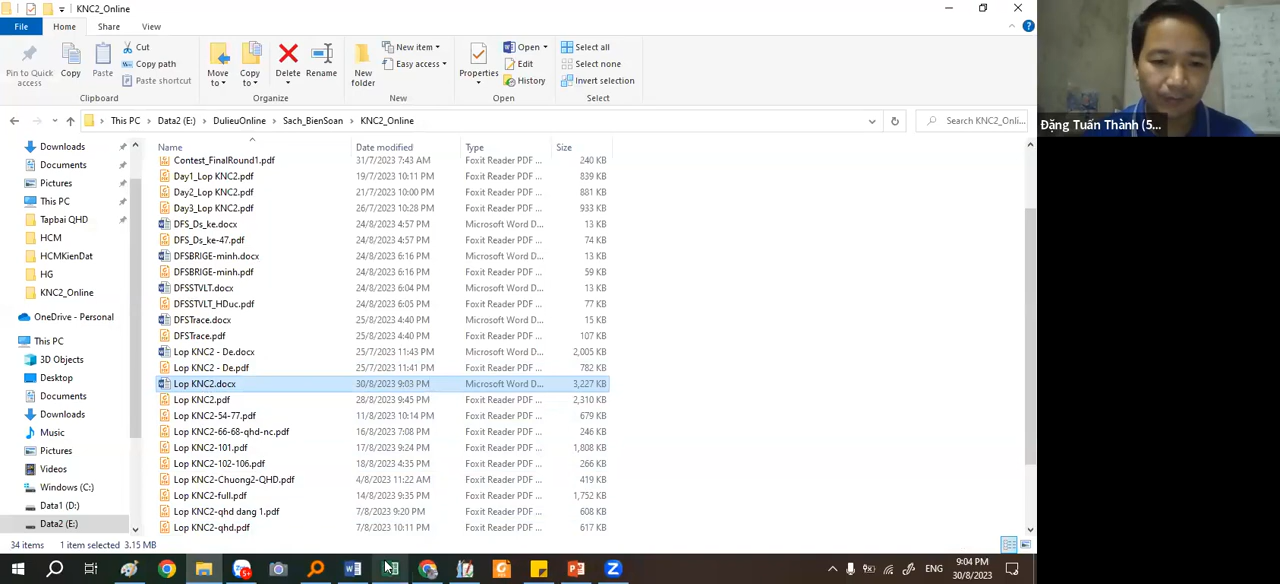 KNC2_Online
File Home Share View
Pin to Quick access
Copy
Paste
Cut
Copy path
Paste shortcut
Clipboard
Move to
Copy to
Delete
Rename
Organize
New folder
New item
Easy access
New
Properties
Open
Edit
History
Open
Select all
Select none
Invert selection
Select
This PC > Data2 (E:) > DulieuOnline > Sach_BienSoan > KNC2_Online
Search KNC2_Onli...
Downloads
Documents
Pictures
This PC
Tapbai QHD
HCM
HCMKienDat
HG
KNC2_Online
OneDrive - Personal
This PC
3D Objects
Desktop
Documents
Downloads
Music
Pictures
Videos
Windows (C:)
Data1 (D:)
Data2 (E:)
Name Date modified Type Size
Contest_FinalRound1.pdf 31/7/2023 7:43 AM Foxit Reader PDF ... 240 KB
Day1_Lop KNC2.pdf 19/7/2023 10:11 PM Foxit Reader PDF ... 839 KB
Day2_Lop KNC2.pdf 21/7/2023 10:00 PM Foxit Reader PDF ... 881 KB
Day3_Lop KNC2.pdf 26/7/2023 10:28 PM Foxit Reader PDF ... 933 KB
DFS_Ds_ke.docx 24/8/2023 4:57 PM Microsoft Word D... 13 KB
DFS_Ds_ke-47.pdf 24/8/2023 4:57 PM Foxit Reader PDF ... 74 KB
DFSBRIGE-minh.docx 24/8/2023 6:16 PM Microsoft Word D... 13 KB
DFSBRIGE-minh.pdf 24/8/2023 6:16 PM Foxit Reader PDF ... 59 KB
DFSSTVLT.docx 24/8/2023 6:04 PM Microsoft Word D... 13 KB
DFSSTVLT_HDuc.pdf 24/8/2023 6:05 PM Foxit Reader PDF ... 77 KB
DFSTrace.docx 25/8/2023 4:40 PM Microsoft Word D... 15 KB
DFSTrace.pdf 25/8/2023 4:40 PM Foxit Reader PDF ... 107 KB
Lop KNC2 - De.docx 25/7/2023 11:43 PM Microsoft Word D... 2,005 KB
Lop KNC2 - De.pdf 25/7/2023 11:41 PM Foxit Reader PDF ... 782 KB
Lop KNC2.docx 30/8/2023 9:03 PM Microsoft Word D... 3,227 KB
Lop KNC2.pdf 28/8/2023 9:45 PM Foxit Reader PDF ... 2,310 KB
Lop KNC2-54-77.pdf 11/8/2023 10:14 PM Foxit Reader PDF ... 679 KB
Lop KNC2-66-68-qhd-nc.pdf 16/8/2023 7:08 PM Foxit Reader PDF ... 246 KB
Lop KNC2-101.pdf 17/8/2023 9:24 PM Foxit Reader PDF ... 1,808 KB
Lop KNC2-102-106.pdf 18/8/2023 4:35 PM Foxit Reader PDF ... 266 KB
Lop KNC2-Chuong2-QHD.pdf 4/8/2023 11:22 AM Foxit Reader PDF ... 419 KB
Lop KNC2-full.pdf 14/8/2023 9:35 PM Foxit Reader PDF ... 1,752 KB
Lop KNC2-qhd dang 1.pdf 7/8/2023 9:20 PM Foxit Reader PDF ... 608 KB
Lop KNC2-qhd.pdf 7/8/2023 10:11 PM Foxit Reader PDF ... 617 KB
34 items 1 item selected 3.15 MB
Đặng Tuấn Thành (5...
ENG
9:04 PM
30/8/2023